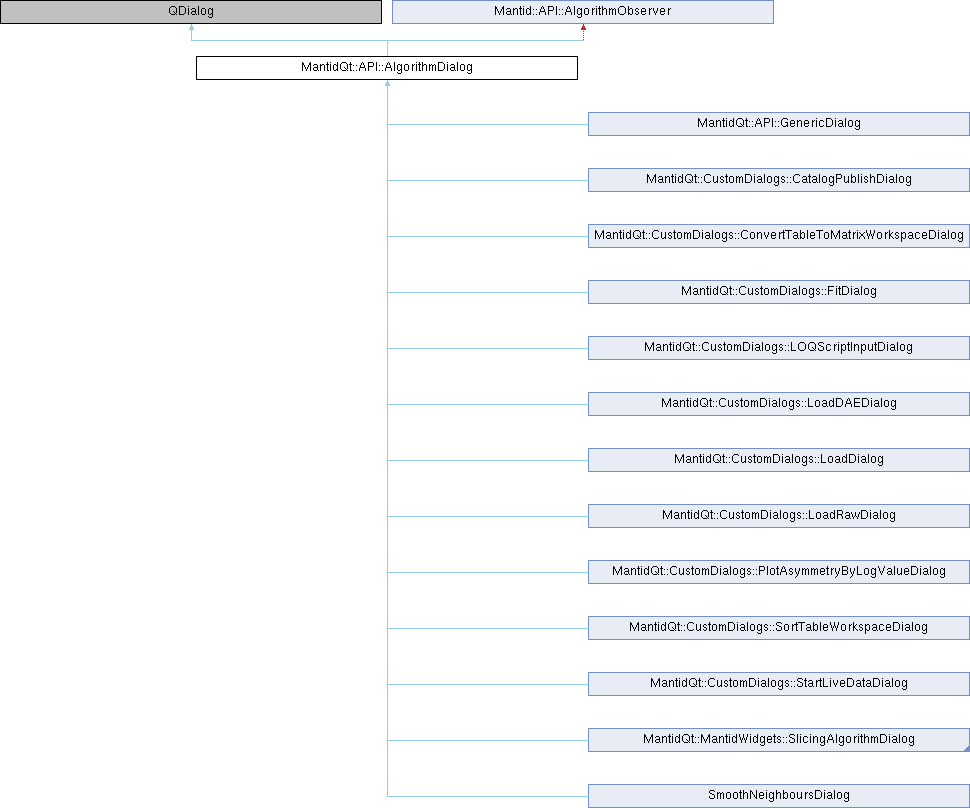 QDialog
Mantid::API::AlgorithmObserver
MantidQt::API::AlgorithmDialog
MantidQt::API::GenericDialog
MantidQt::CustomDialogs::CatalogPublishDialog
MantidQt::CustomDialogs::ConvertTableToMatrixWorkspaceDialog
MantidQt::CustomDialogs::FitDialog
MantidQt::CustomDialogs::LOQScriptInputDialog
MantidQt::CustomDialogs::LoadDAEDialog
MantidQt::CustomDialogs::LoadDialog
MantidQt::CustomDialogs::LoadRawDialog
MantidQt::CustomDialogs::PlotAsymmetryByLogValueDialog
MantidQt::CustomDialogs::SortTableWorkspaceDialog
MantidQt::CustomDialogs::StartLiveDataDialog
MantidQt::MantidWidgets::SlicingAlgorithmDialog
SmoothNeighboursDialog